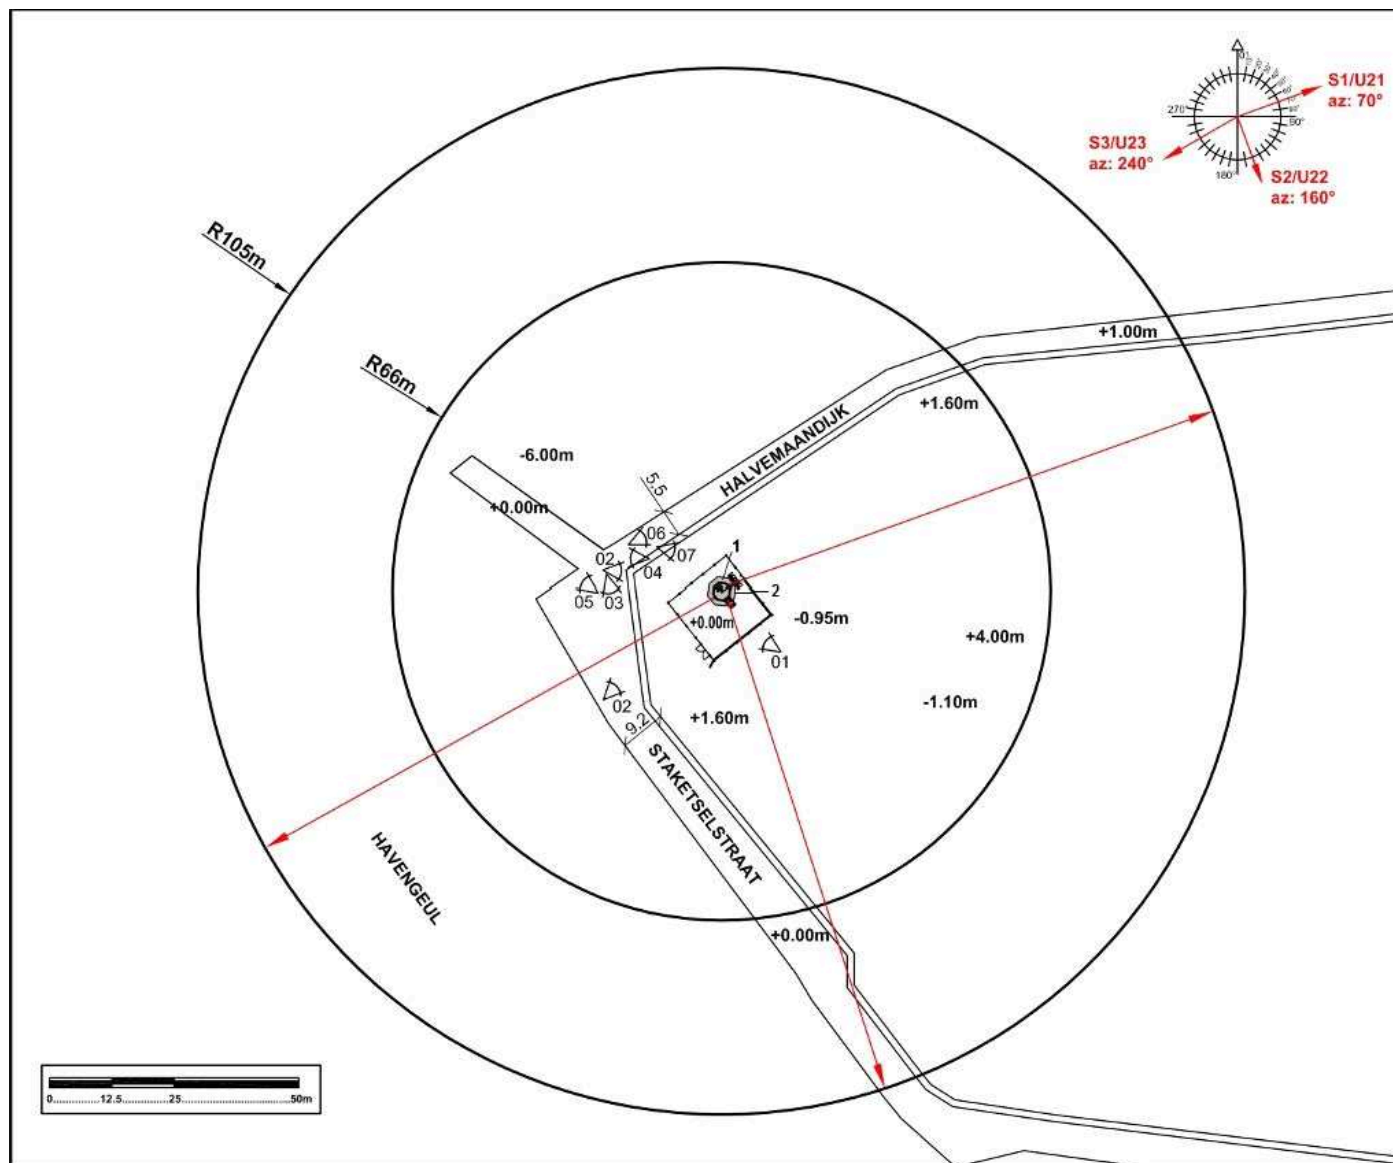 01
270°
90°
180°
S1/U21
az: 70°
S3/U23
az: 240°
S2/U22
az: 160°
R105m
R66m
+1.00m
+1.60m
-6.00m
+0.00m
HALVEMAANDIJK
5.5
06
07
02
04
05
03
1
2
+0.00m
-0.95m
+4.00m
01
-1.10m
02
+1.60m
9.2
STAKETSELSTRAAT
HAVENGEUL
+0.00m
0............12.5............25......................50m